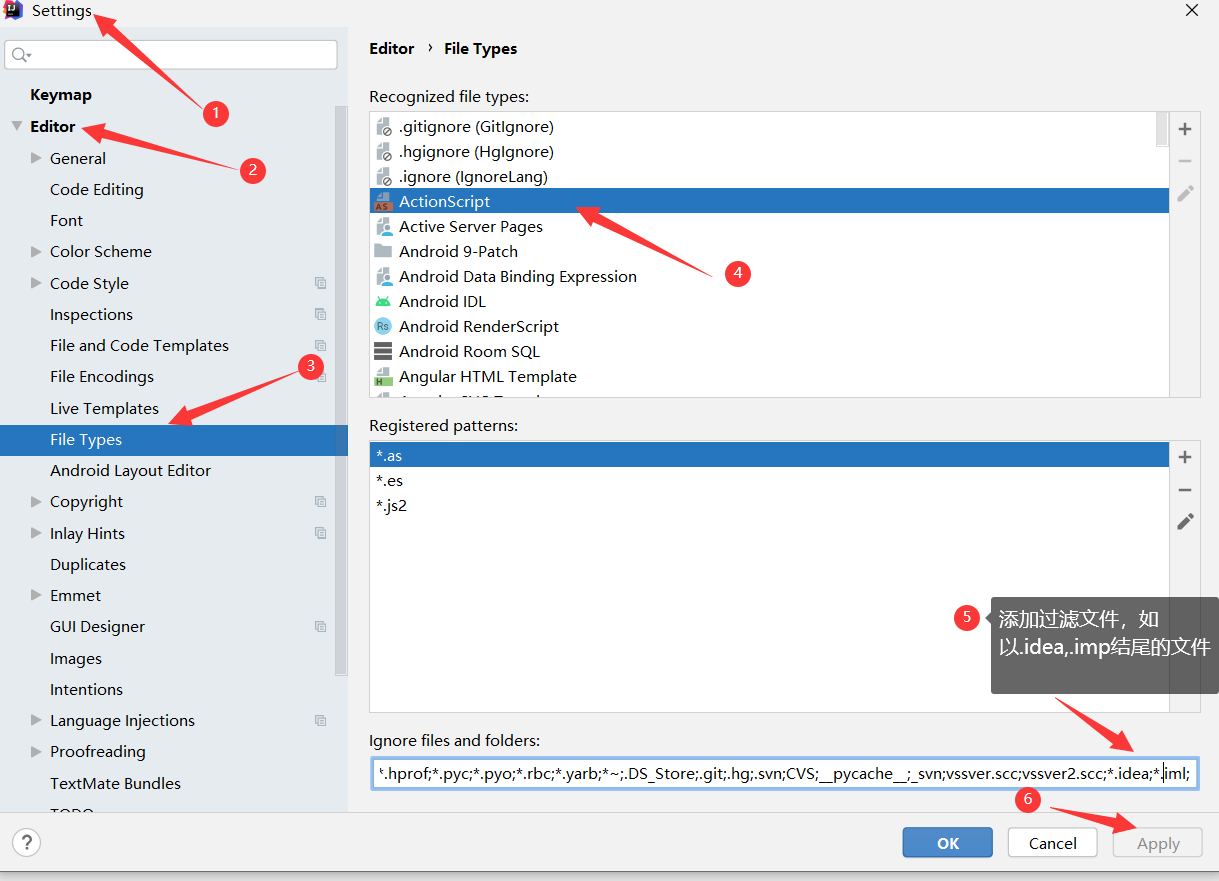 Settings
Keymap
Editor
General
Code Editing
Font
Color Scheme
Code Style
Inspections
File and Code Templates
File Encodings
Live Templates
File Types
Android Layout Editor
Copyright
Inlay Hints
Duplicates
Emmet
GUI Designer
Images
Intentions
Language Injections
Proofreading
TextMate Bundles
TODO
1
2
3
Editor › File Types
Recognized file types:
.gitignore (GitIgnore)
.hgignore (HgIgnore)
.ignore (IgnoreLang)
AS ActionScript
Active Server Pages
Android 9-Patch
Android Data Binding Expression
Android IDL
Rs Android RenderScript
Android Room SQL
H Angular HTML Template
4
Registered patterns:
*.as
*.es
*.js2
5
添加过滤文件，如
以.idea,.imp结尾的文件
Ignore files and folders:
*.hprof;*.pyc;*.pyo;*.rbc;*.yarb;*~;.DS_Store;.git;.hg;.svn;CVS;__pycache__;_svn;vssver.scc;vssver2.scc;*.idea;*.iml;
6
?
OK
Cancel
Apply